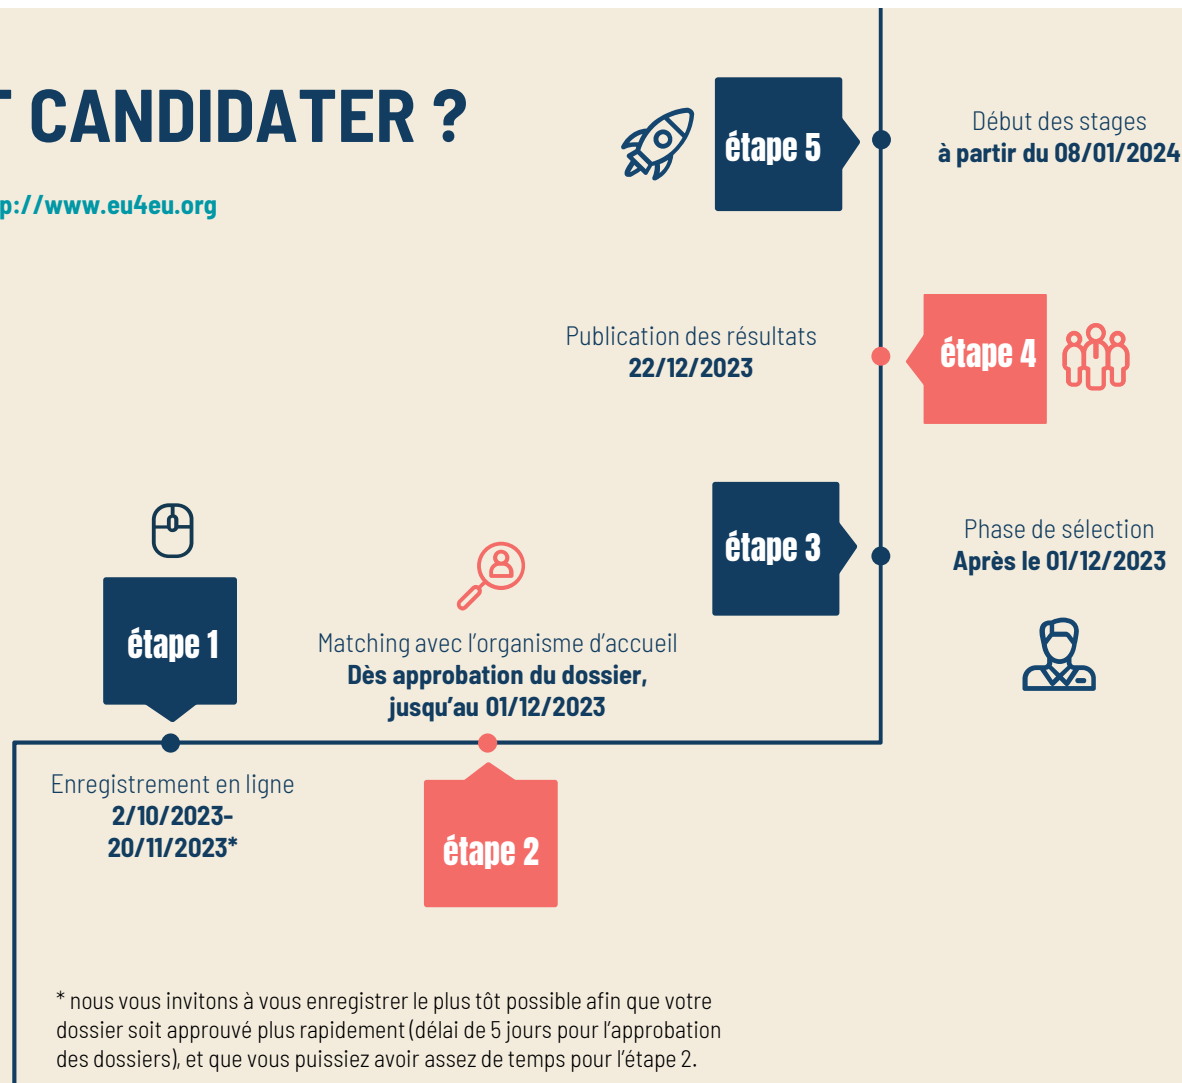 T CANDIDATER ?
p://www.eu4eu.org
étape 5
Début des stages
à partir du 08/01/2024
Publication des résultats
22/12/2023
étape 4
étape 3
Phase de sélection
Après le 01/12/2023
étape 1
Enregistrement en ligne
2/10/2023-
20/11/2023*
Matching avec l'organisme d'accueil
Dès approbation du dossier,
jusqu'au 01/12/2023
étape 2
* nous vous invitons à vous enregistrer le plus tôt possible afin que votre
dossier soit approuvé plus rapidement (délai de 5 jours pour l'approbation
des dossiers), et que vous puissiez avoir assez de temps pour l'étape 2.